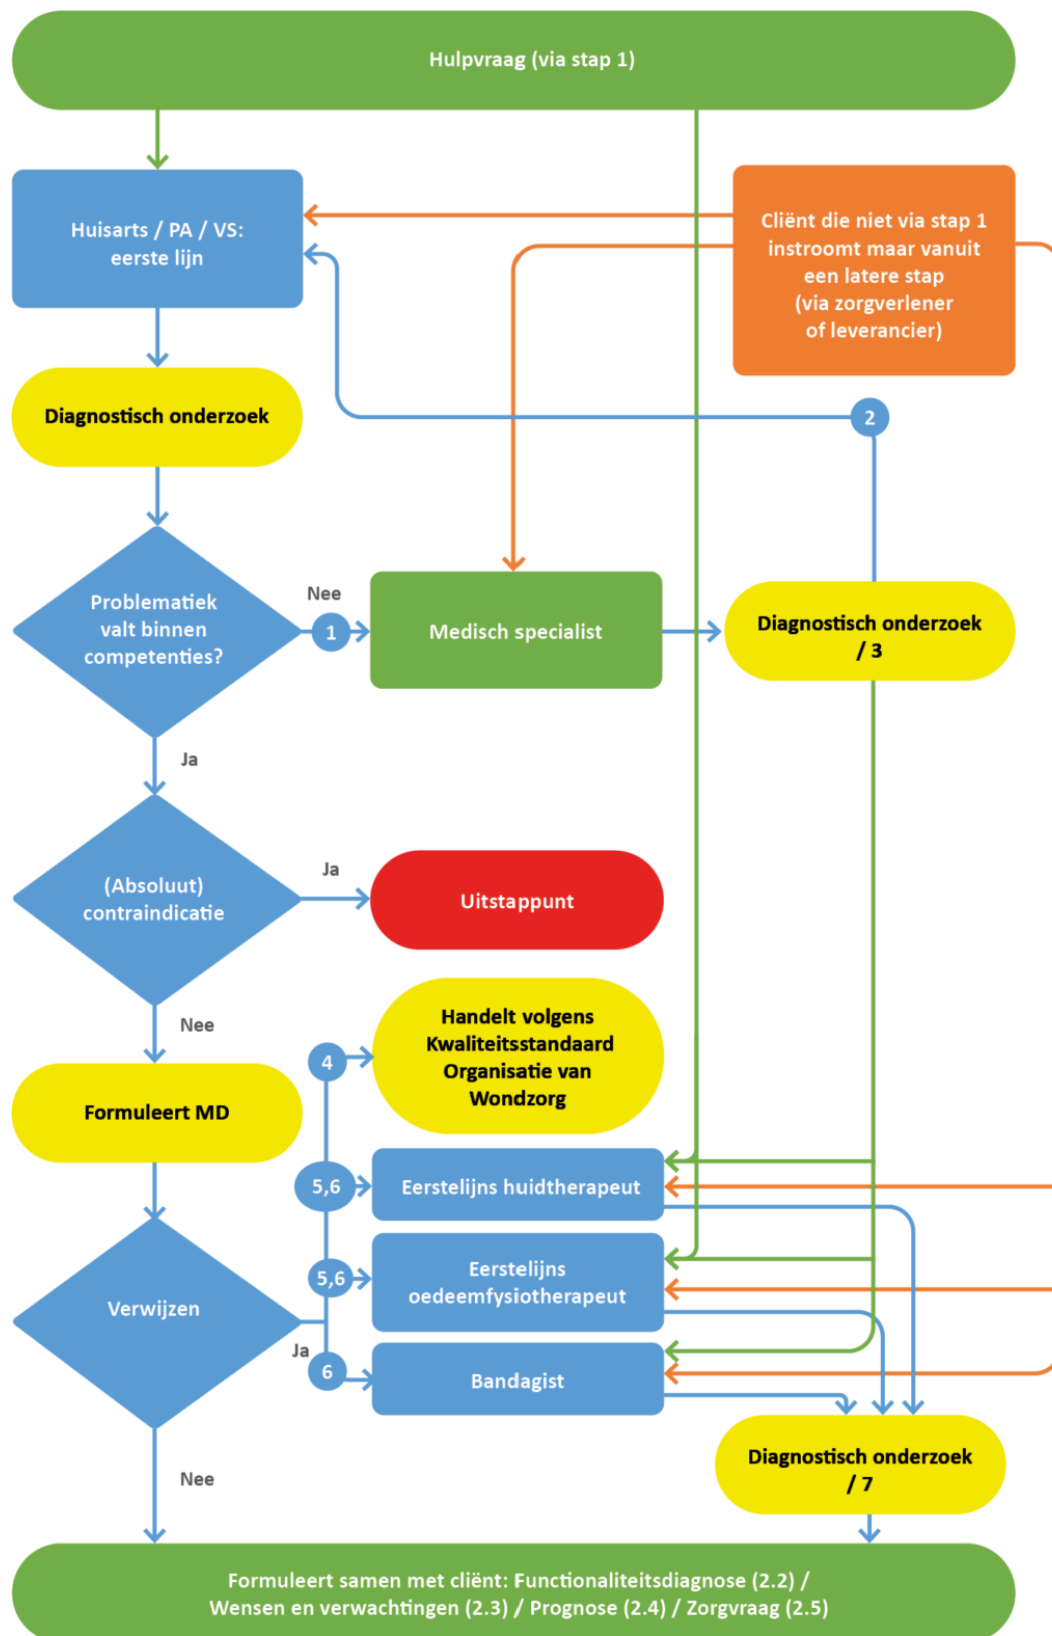 Hulpvraag (via stap 1)
Huisarts / PA / VS:
eerste lijn
Cliënt die niet via stap 1
instroomt maar vanuit
een latere stap
(via zorgverlener
of leverancier)
Diagnostisch onderzoek
2
Problematiek
valt binnen
competenties?
Nee
1
Medisch specialist
Diagnostisch onderzoek
/ 3
Ja
(Absoluut)
contraindicatie
Ja
Uitstappunt
Nee
Formuleert MD
4
Handelt volgens
Kwaliteitsstandaard
Organisatie van
Wondzorg
5,6
Eerstelijns huidtherapeut
5,6
Eerstelijns
oedeemfysiotherapeut
Verwijzen
Ja
6
Bandagist
Nee
Diagnostisch onderzoek
/ 7
Formuleert samen met cliënt: Functionaliteitsdiagnose (2.2) /
Wensen en verwachtingen (2.3) / Prognose (2.4) / Zorgvraag (2.5)